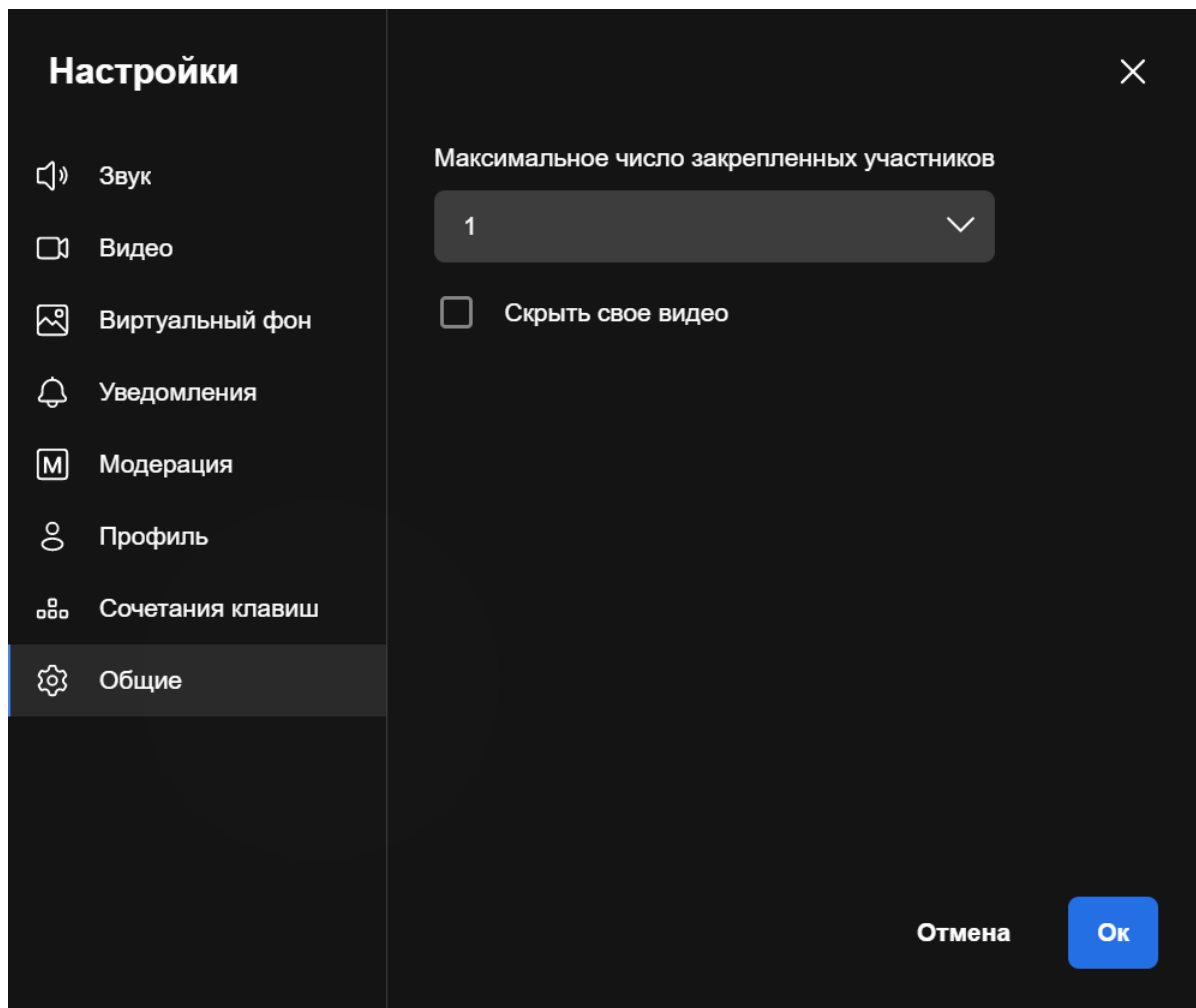 Настройки
Звук
Видео
Виртуальный фон
Уведомления
M Модерация
Профиль
Сочетания клавиш
Общие
Максимальное число закрепленных участников
1
Скрыть свое видео
Отмена
Ок